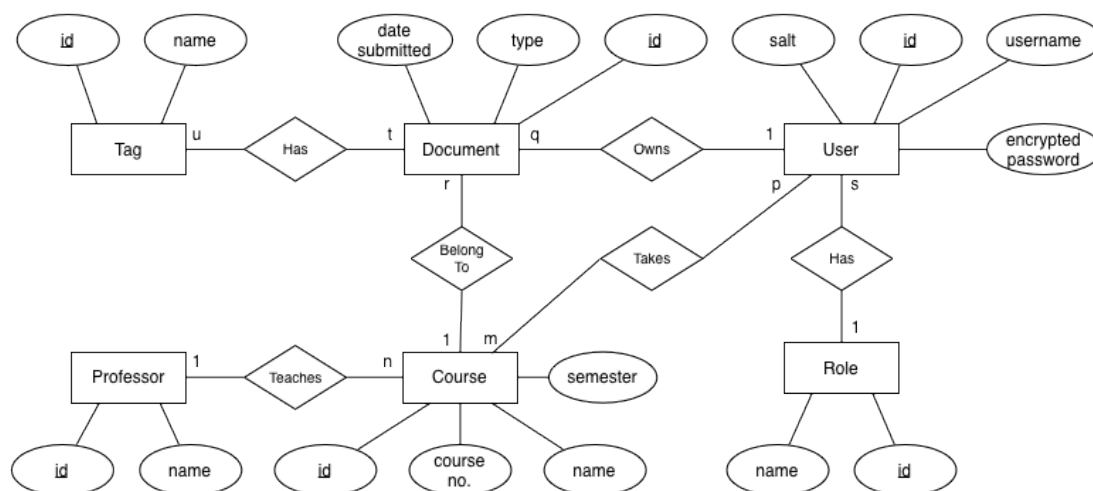 id
name
date
submitted
type
id
salt
id
username
Tag
u
Has
t
Document
q
Owns
1
User
encrypted
password
r
p
s
Belong
To
Takes
Has
1
m
1
Professor
1
Teaches
n
Course
semester
Role
id
name
id
course
no.
name
name
id